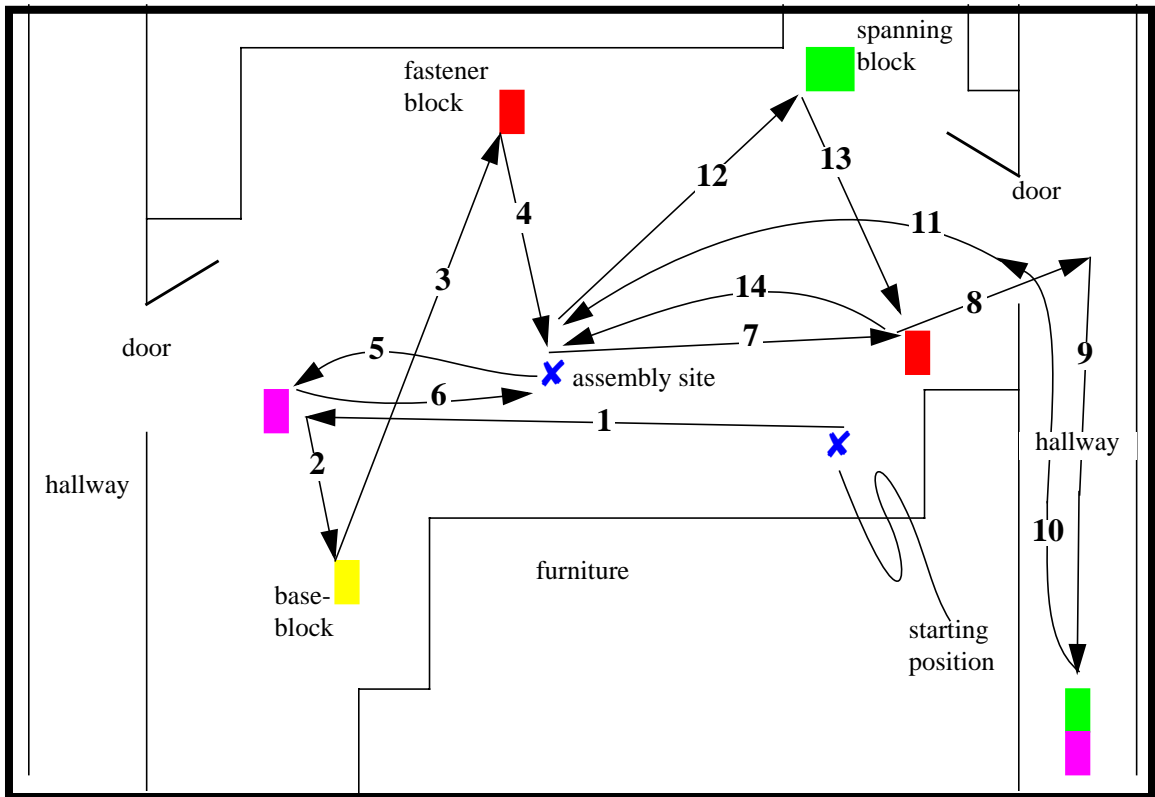 spanning
block
fastener
block
13
12
door
4
11
3
14
8
7
door
5
9
assembly site
6
1
hallway
2
hallway
10
furniture
base-
block
starting
position